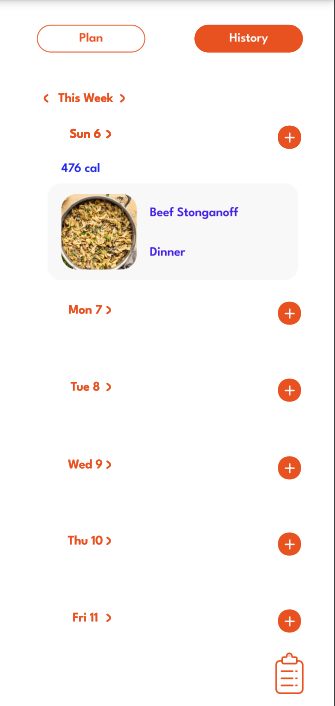 Plan
History
< This Week >
Sun 6 >
476 cal
Beef Stonganoff
Dinner
Mon 7 >
Tue 8 >
Wed 9 >
Thu 10 >
Fri 11 >